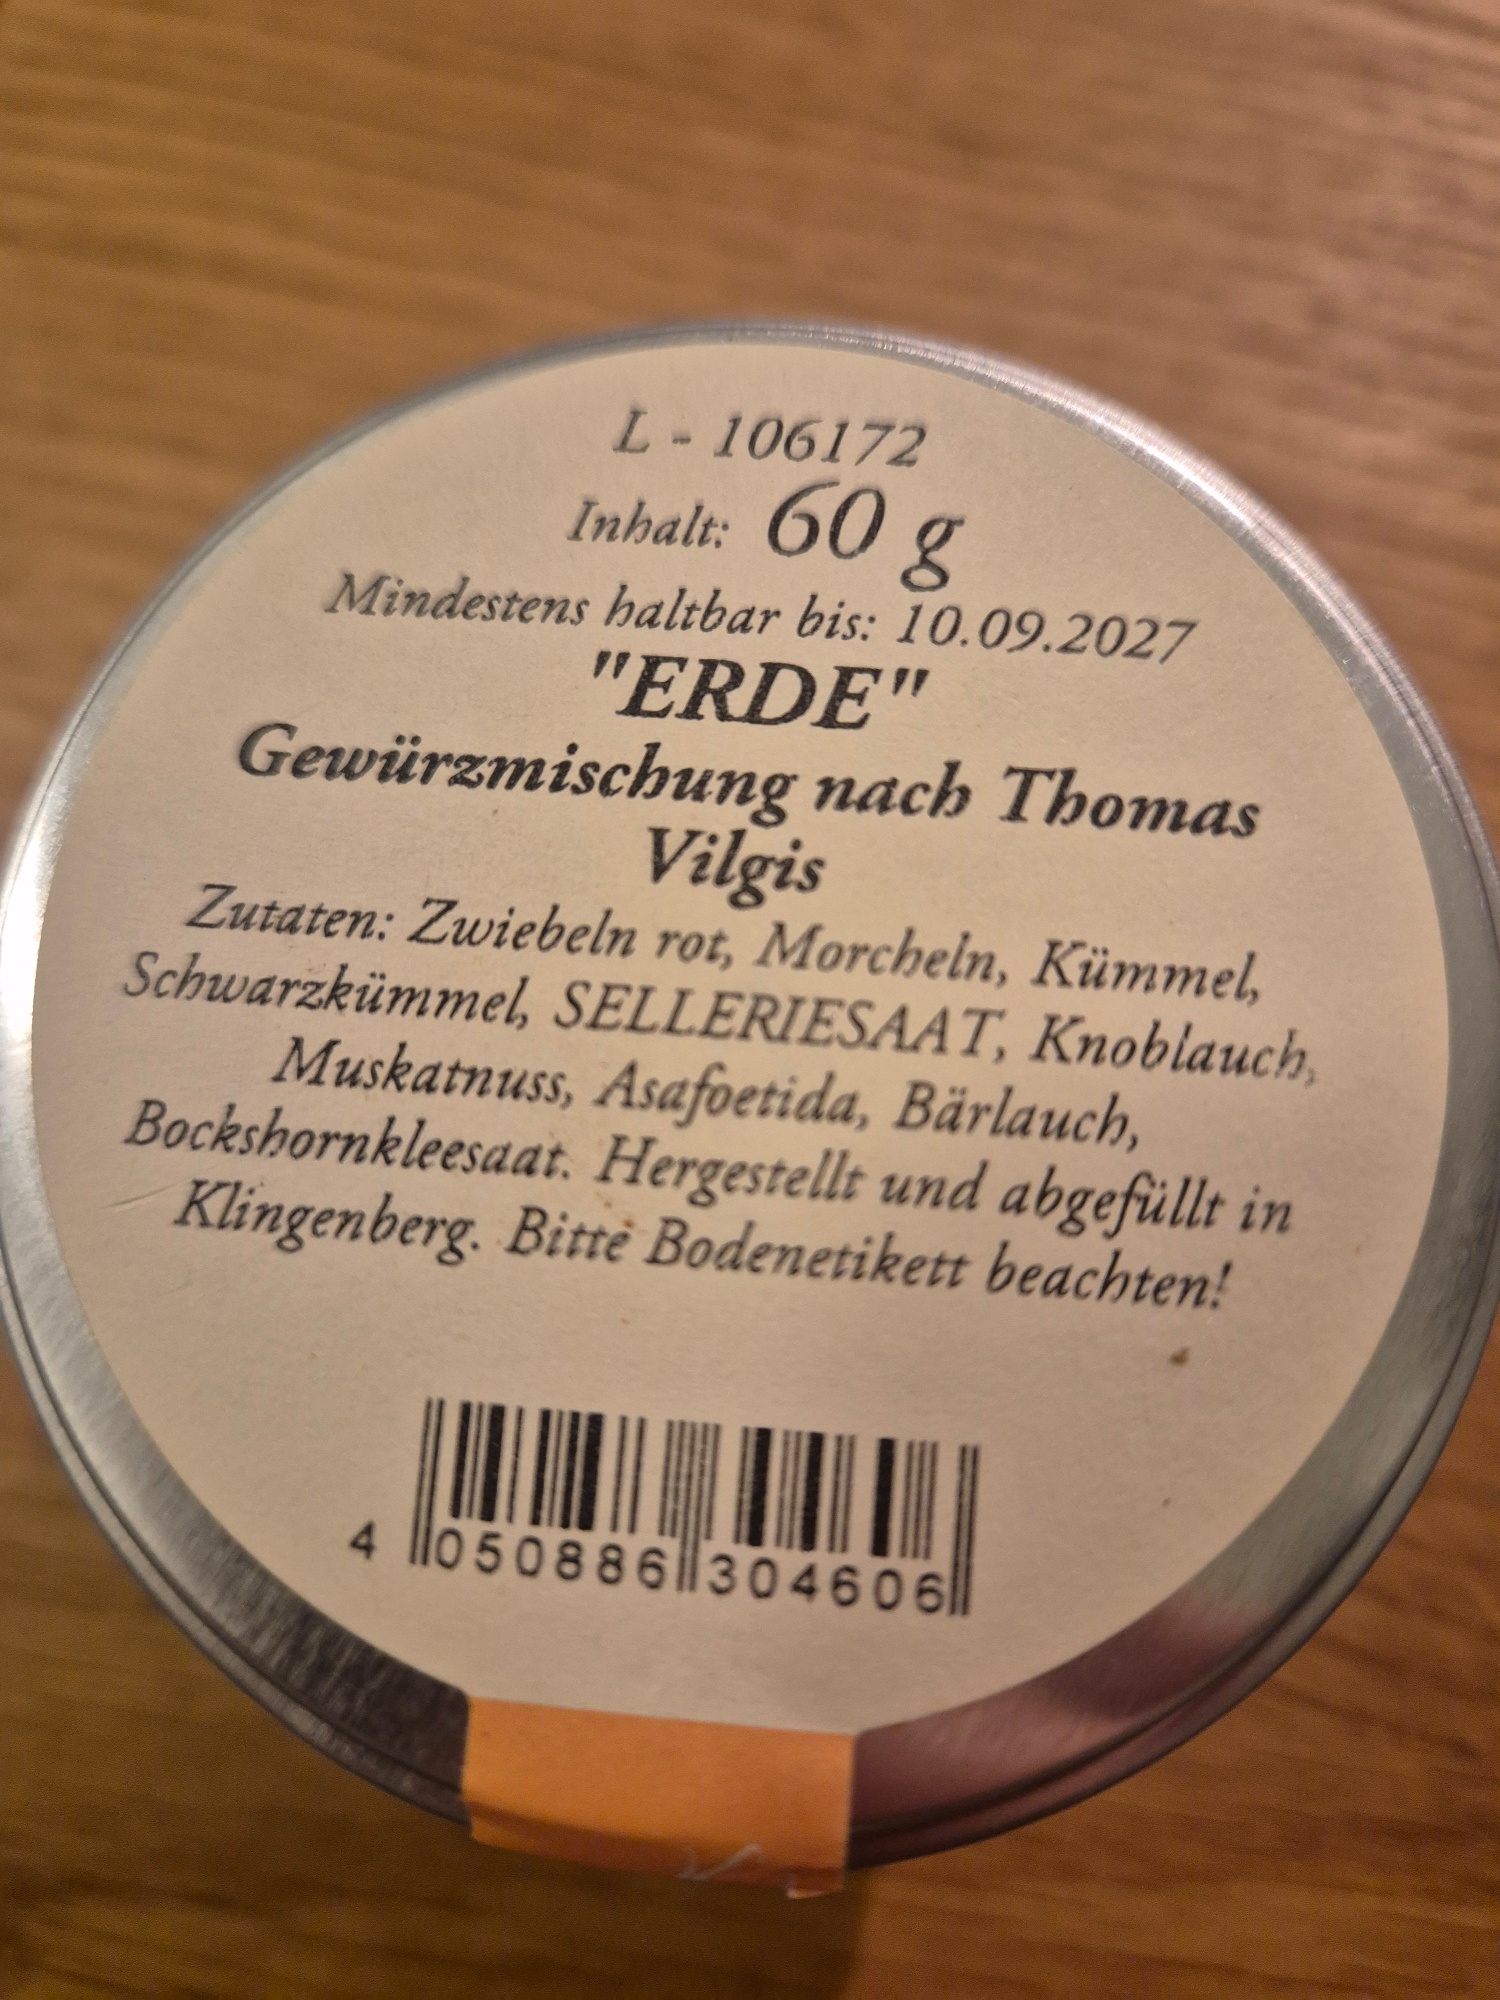 L - 106172
Inhalt: 60 g
Mindestens haltbar bis: 10.09.2027
"ERDE"
Gewürzmischung nach Thomas
Vilgis
Zutaten: Zwiebeln rot, Morcheln, Kümmel,
Schwarzkümmel, SELLERIESAAT, Knoblauch,
Muskatnuss, Asafoetida, Bärlauch,
Bockshornkleesaat. Hergestellt und abgefüllt in
Klingenberg. Bitte Bodenetikett beachten!
4 050886 304606